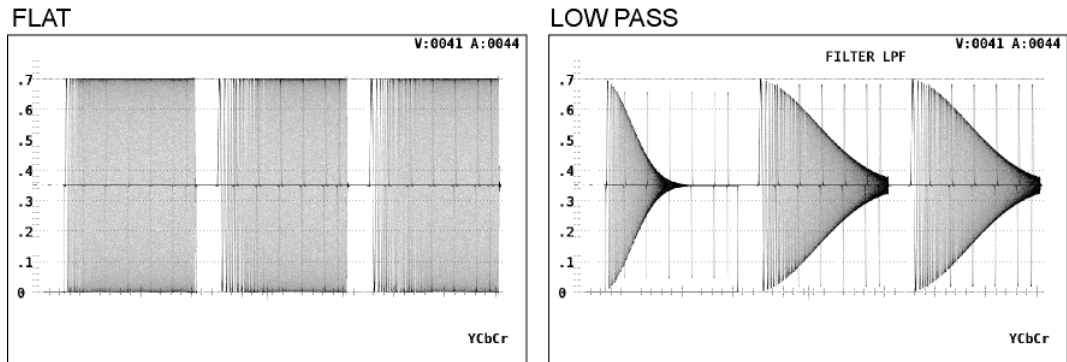 FLAT
V:0041 A:0044
.7
.6
.5
.4
.3
.2
.1
0
YCbCr
LOW PASS
V:0041 A:0044
FILTER LPF
.7
.6
.5
.4
.3
.2
.1
0
YCbCr